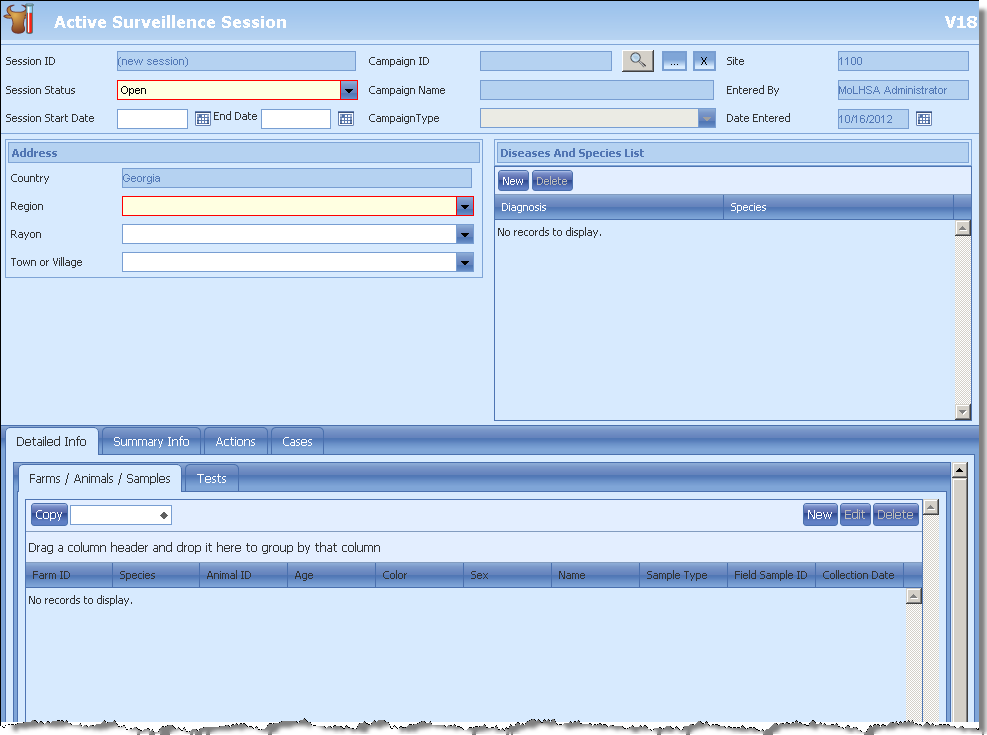 Active Surveillence Session V18
Session ID (new session) Campaign ID ... X Site 1100
Session Status Open Campaign Name Entered By MoLHSA Administrator
Session Start Date End Date CampaignType Date Entered 10/16/2012
Address
Country Georgia
Region
Rayon
Town or Village
Diseases And Species List
New Delete
Diagnosis Species
No records to display.
Detailed Info Summary Info Actions Cases
Farms / Animals / Samples Tests
Copy New Edit Delete
Drag a column header and drop it here to group by that column
Farm ID Species Animal ID Age Color Sex Name Sample Type Field Sample ID Collection Date
No records to display.